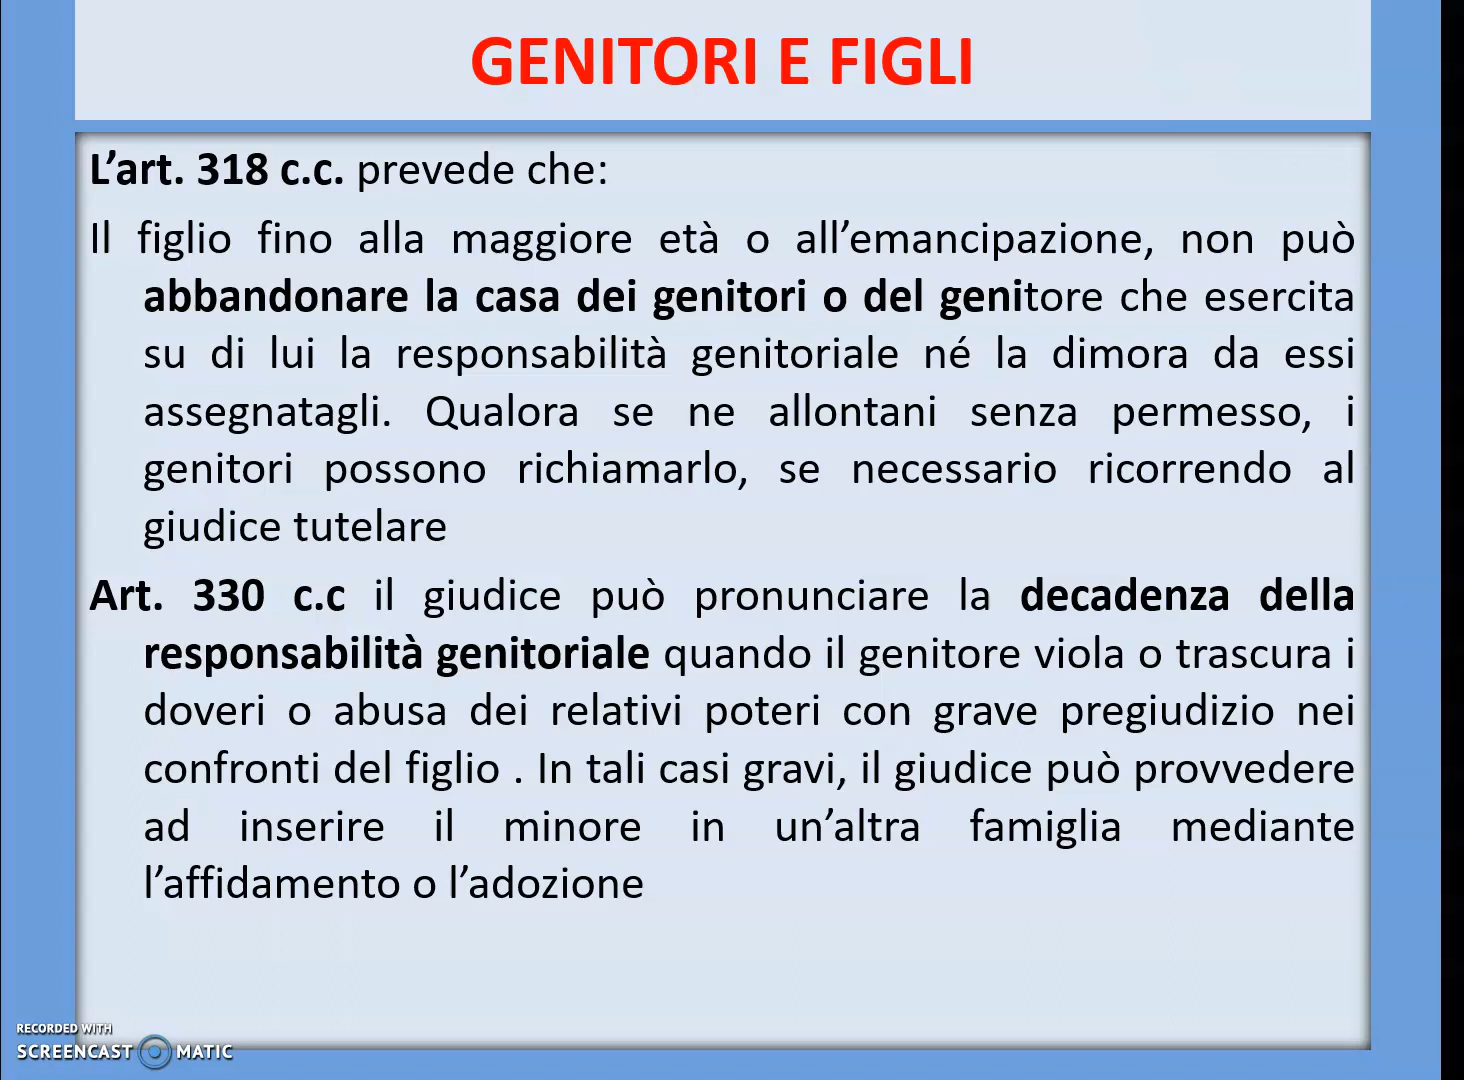 GENITORI E FIGLI
L’art. 318 c.c. prevede che:
Il figlio fino alla maggiore età o all’emancipazione, non può
abbandonare la casa dei genitori o del genitore che esercita
su di lui la responsabilità genitoriale né la dimora da essi
assegnatagli. Qualora se ne allontani senza permesso, i
genitori possono richiamarlo, se necessario ricorrendo al
giudice tutelare
Art. 330 c.c il giudice può pronunciare la decadenza della
responsabilità genitoriale quando il genitore viola o trascura i
doveri o abusa dei relativi poteri con grave pregiudizio nei
confronti del figlio . In tali casi gravi, il giudice può provvedere
ad inserire il minore in un’altra famiglia mediante
l’affidamento o l’adozione
RECORDED WITH
SCREENCAST MATIC